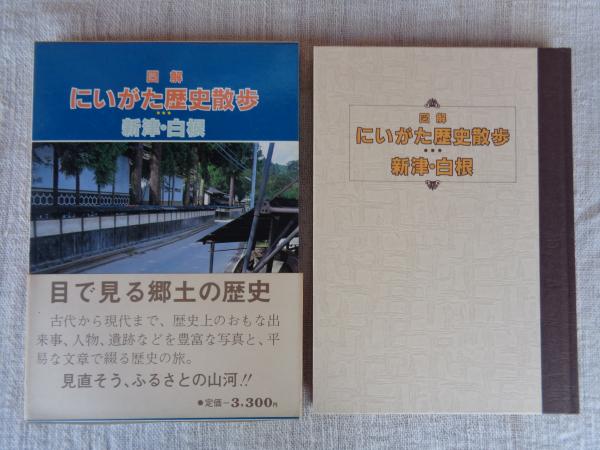 図解
にいがた歴史散歩
新津・白根
目で見る郷土の歴史
古代から現代まで、歴史上のおもな出
来事、人物、遺跡などを豊富な写真と、平
易な文章で綴る歴史の旅。
見直そう、ふるさとの山河!!
●定価−3,300円
図解
にいがた歴史散歩
新津・白根